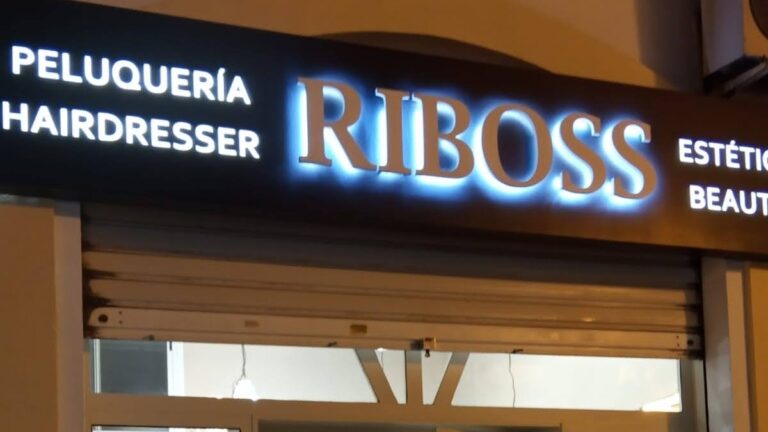 PELUQUERÍA
HAIRDRESSER
RIBOSS
ESTÉTIC
BEAUT